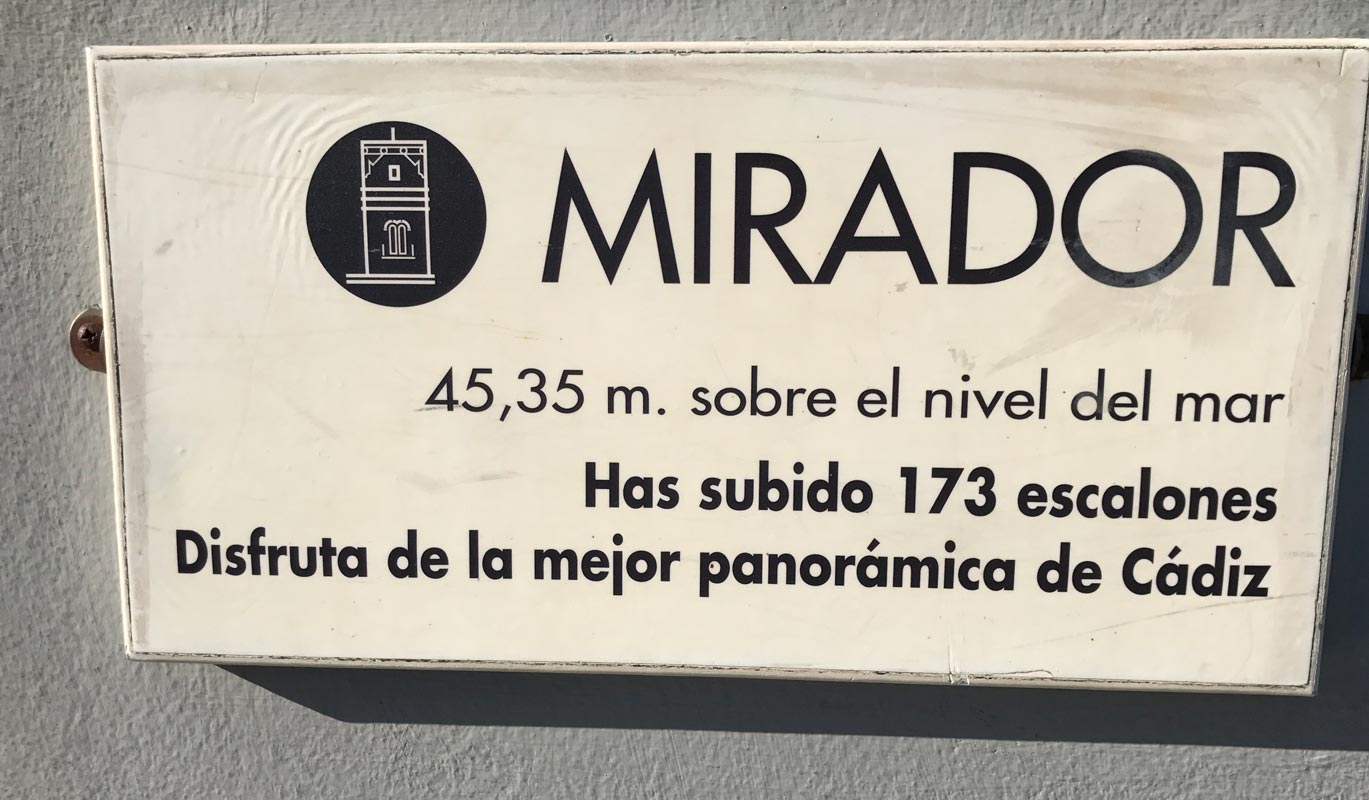 MIRADOR
45,35 m. sobre el nivel del mar
Has subido 173 escalones
Disfruta de la mejor panorámica de Cádiz